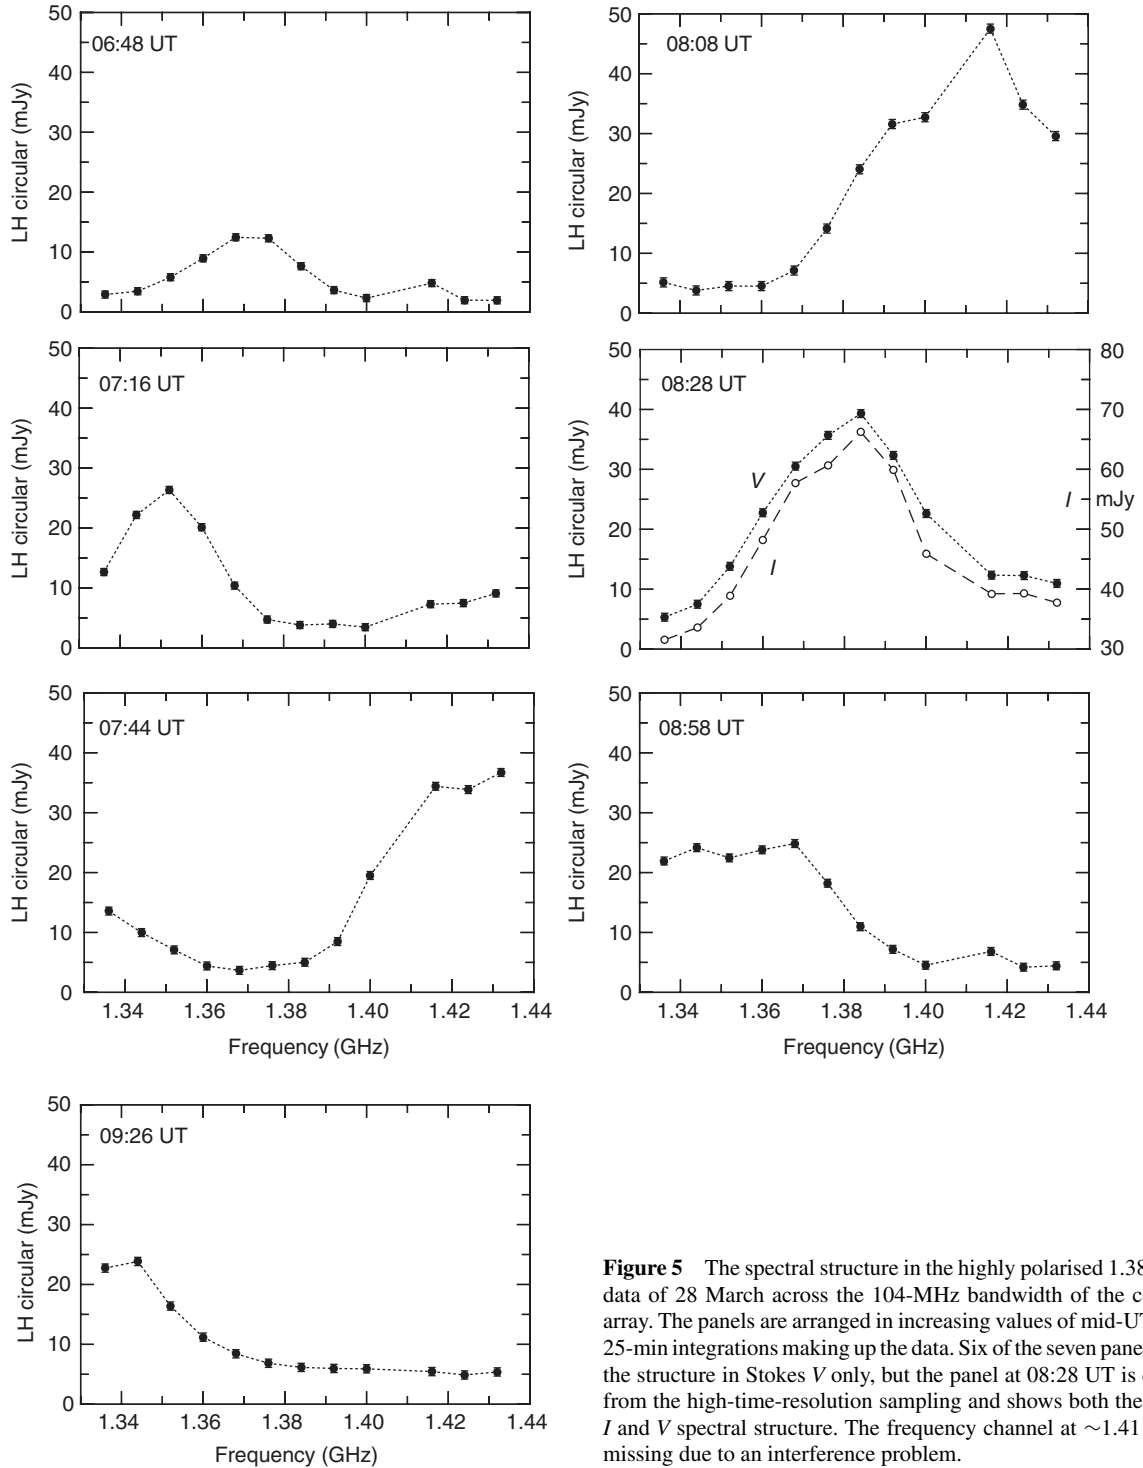 06:48 UT
50
40
30
20
10
0
LH circular (mJy)
08:08 UT
50
40
30
20
10
0
LH circular (mJy)
07:16 UT
50
40
30
20
10
0
LH circular (mJy)
08:28 UT
50
40
30
20
10
0
LH circular (mJy)
V
I
80
70
60
50
40
30
I mJy
07:44 UT
50
40
30
20
10
0
LH circular (mJy)
1.34 1.36 1.38 1.40 1.42 1.44
Frequency (GHz)
08:58 UT
50
40
30
20
10
0
LH circular (mJy)
1.34 1.36 1.38 1.40 1.42 1.44
Frequency (GHz)
09:26 UT
50
40
30
20
10
0
LH circular (mJy)
1.34 1.36 1.38 1.40 1.42 1.44
Frequency (GHz)
Figure 5 The spectral structure in the highly polarised 1.38
data of 28 March across the 104-MHz bandwidth of the
array. The panels are arranged in increasing values of mid-UT
25-min integrations making up the data. Six of the seven
the structure in Stokes V only, but the panel at 08:28 UT is
from the high-time-resolution sampling and shows both the
I and V spectral structure. The frequency channel at ∼1.41
missing due to an interference problem.